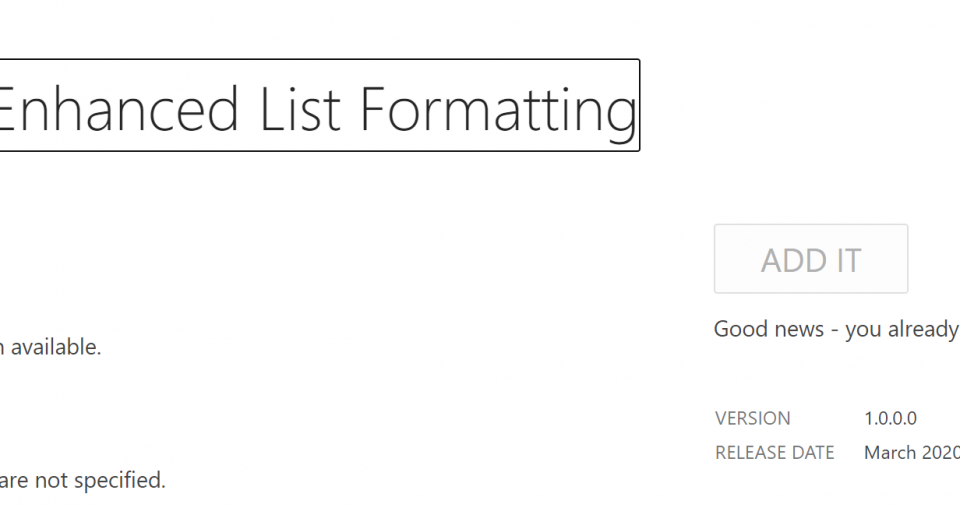 Enhanced List Formatting
ADD IT
Good news - you already
available.
VERSION 1.0.0.0
RELEASE DATE March 2020
are not specified.